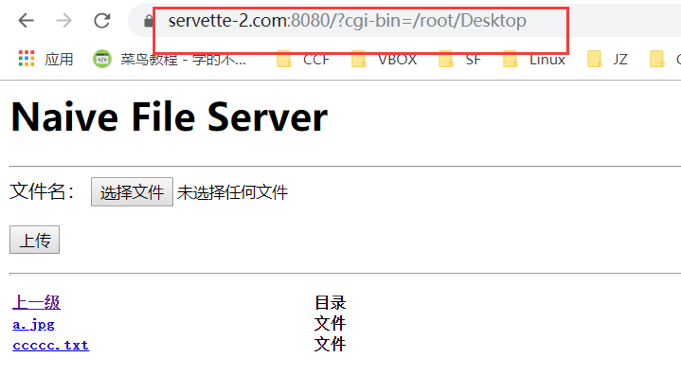 servette-2.com:8080/?cgi-bin=/root/Desktop
应用 菜鸟教程 - 学的不... CCF VBOX SF Linux JZ
Naive File Server
文件名： 选择文件 未选择任何文件
上传
上一级 目录
a.jpg 文件
ccccc.txt 文件